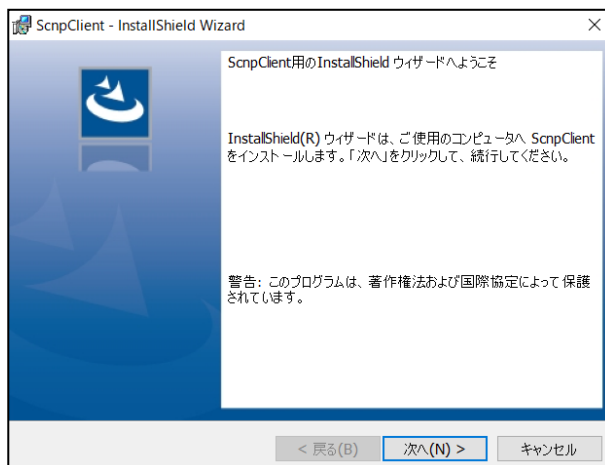 ScnpClient - InstallShield Wizard
ScnpClient用のInstallShield ウィザードへようこそ
InstallShield(R) ウィザードは、ご使用のコンピュータへ ScnpClient
をインストールします。「次へ」をクリックして、続行してください。
警告: このプログラムは、著作権法および国際協定によって保護
されています。
< 戻る(B)
次へ(N) >
キャンセル